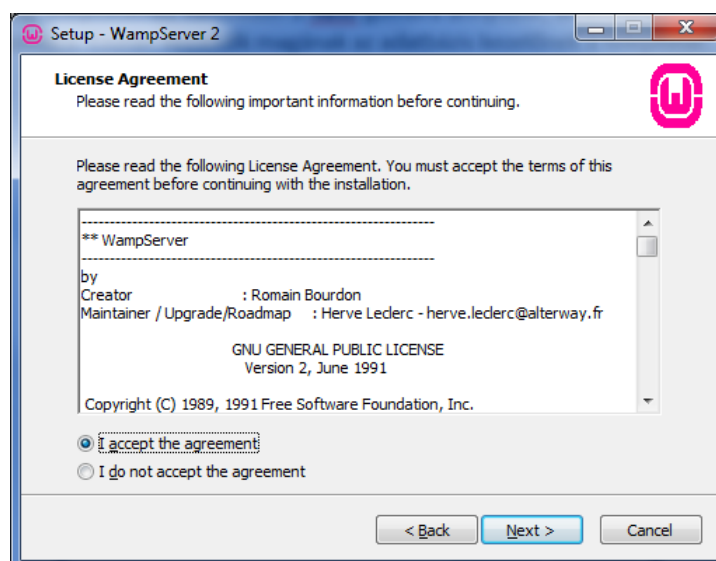 Setup - WampServer 2
License Agreement
Please read the following important information before continuing.
Please read the following License Agreement. You must accept the terms of this
agreement before continuing with the installation.
----------------------------------------------------------------
** WampServer
----------------------------------------------------------------
by
Creator : Romain Bourdon
Maintainer / Upgrade/Roadmap : Herve Leclerc - herve.leclerc@alterway.fr
GNU GENERAL PUBLIC LICENSE
Version 2, June 1991
Copyright (C) 1989, 1991 Free Software Foundation, Inc.
I accept the agreement
I do not accept the agreement
< Back Next > Cancel